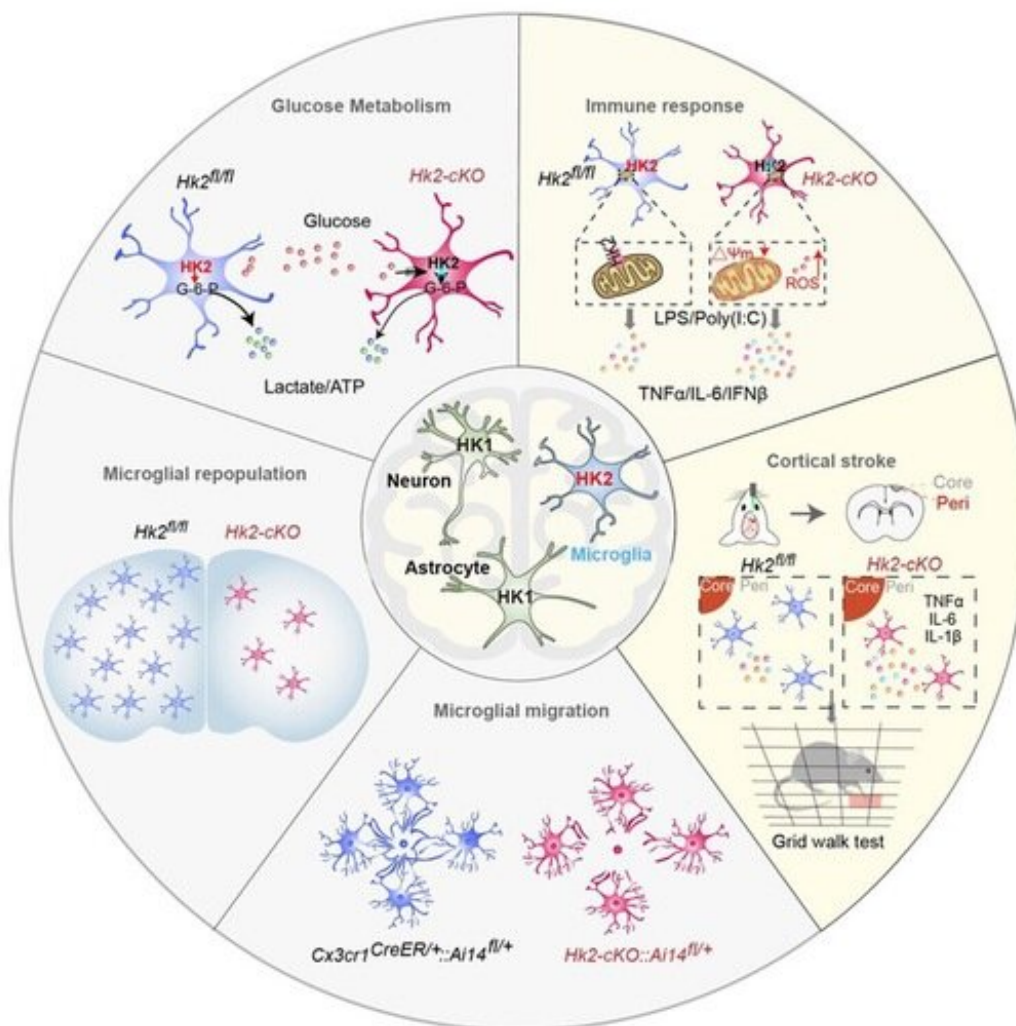 Glucose Metabolism
Hk2fl/fl
Hk2-cKO
Glucose
HK2
G-6-P
HK2
G-6-P
Lactate/ATP
Immune response
Hk2fl/fl
HK2
HK2
Hk2-cKO
HK2
△Ψm
ROS
LPS/Poly(I:C)
TNFα/IL-6/IFNβ
HK1
Neuron
HK2
Microglia
Astrocyte
HK1
Microglial repopulation
Hk2fl/fl
Hk2-cKO
Cortical stroke
Core
Peri
Hk2fl/fl
Hk2-cKO
Core Peri
Core Peri
TNFα
IL-6
IL-1β
Grid walk test
Microglial migration
Cx3cr1CreER/+::Ai14fl/+
Hk2-cKO::Ai14fl/+